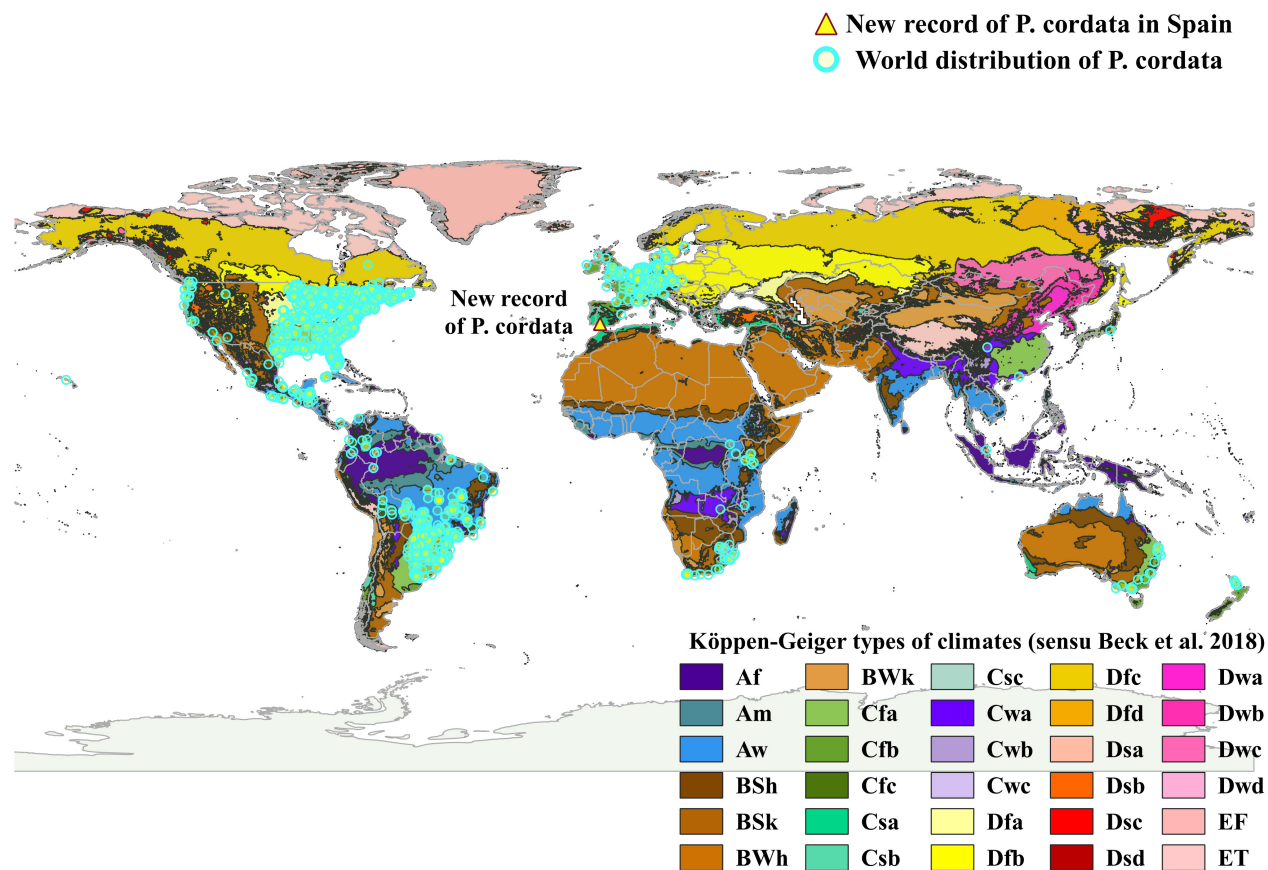 New record of P. cordata in Spain
World distribution of P. cordata
New record
of P. cordata
Köppen-Geiger types of climates (sensu Beck et al. 2018)
Af BWk Csc Dfc Dwa
Am Cfa Cwa Dfd Dwb
Aw Cfb Cwb Dsa Dwc
BSh Cfc Cwc Dsb Dwd
BSk Csa Dfa Dsc EF
BWh Csb Dfb Dsd ET